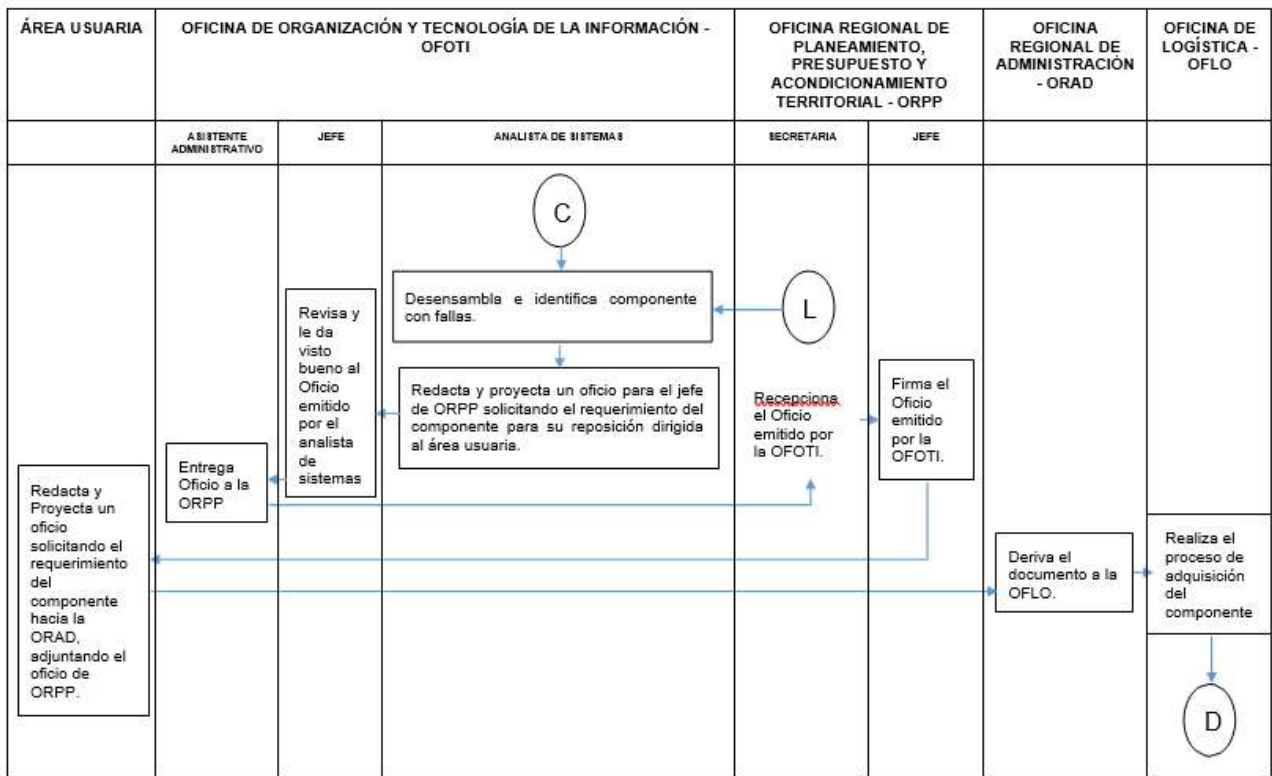 ÁREA USUARIA
OFICINA DE ORGANIZACIÓN Y TECNOLOGÍA DE LA INFORMACIÓN -
OFOTI
OFICINA REGIONAL DE
PLANEAMIENTO,
PRESUPUESTO Y
ACONDICIONAMIENTO
TERRITORIAL - ORPP
OFICINA
REGIONAL DE
ADMINISTRACIÓN
- ORAD
OFICINA DE
LOGÍSTICA -
OFLO
ASISTENTE
ADMINISTRATIVO
JEFE
ANALISTA DE SISTEMAS
SECRETARIA
JEFE
C
Desensambla e identifica componente
con fallas.
L
Revisa y
le da
visto
bueno al
Oficio
emitido
por el
analista
de
sistemas
Redacta y proyecta un oficio para el jefe
de ORPP solicitando el requerimiento del
componente para su reposición dirigida
al área usuaria.
Recepciona
el Oficio
emitido por
la OFOTI.
Firma el
Oficio
emitido
por la
OFOTI.
Entrega
Oficio a la
ORPP
Redacta y
Proyecta un
oficio
solicitando el
requerimiento
del
componente
hacia la
ORAD,
adjuntando el
oficio de
ORPP.
Deriva el
documento a la
OFLO.
Realiza el
proceso de
adquisición
del
componente
D